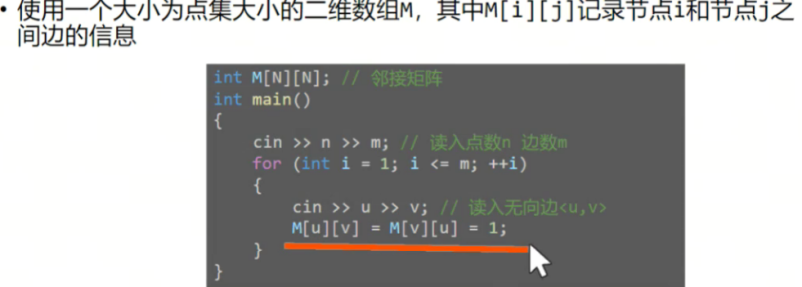 • 使用一个大小为点集大小的二维数组M，其中M[i][j]记录节点i和节点j之
间边的信息
int M[N][N]; // 邻接矩阵
int main()
{
cin >> n >> m; // 读入点数n 边数m
for (int i = 1; i <= m; ++i)
{
cin >> u >> v; // 读入无向边<u,v>
M[u][v] = M[v][u] = 1;
}
}